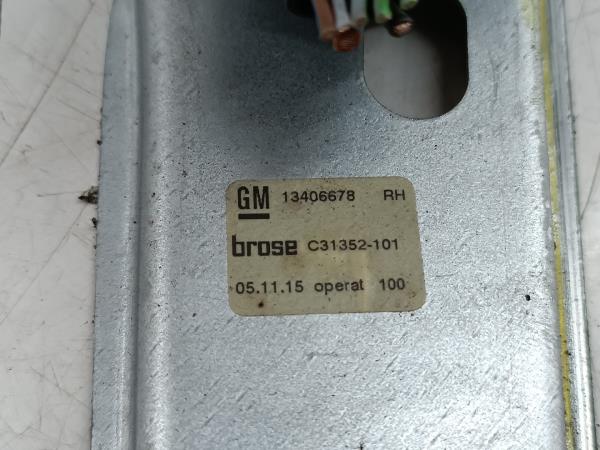 GM 13406678 RH
brose C31352-101
05.11.15 operat 100